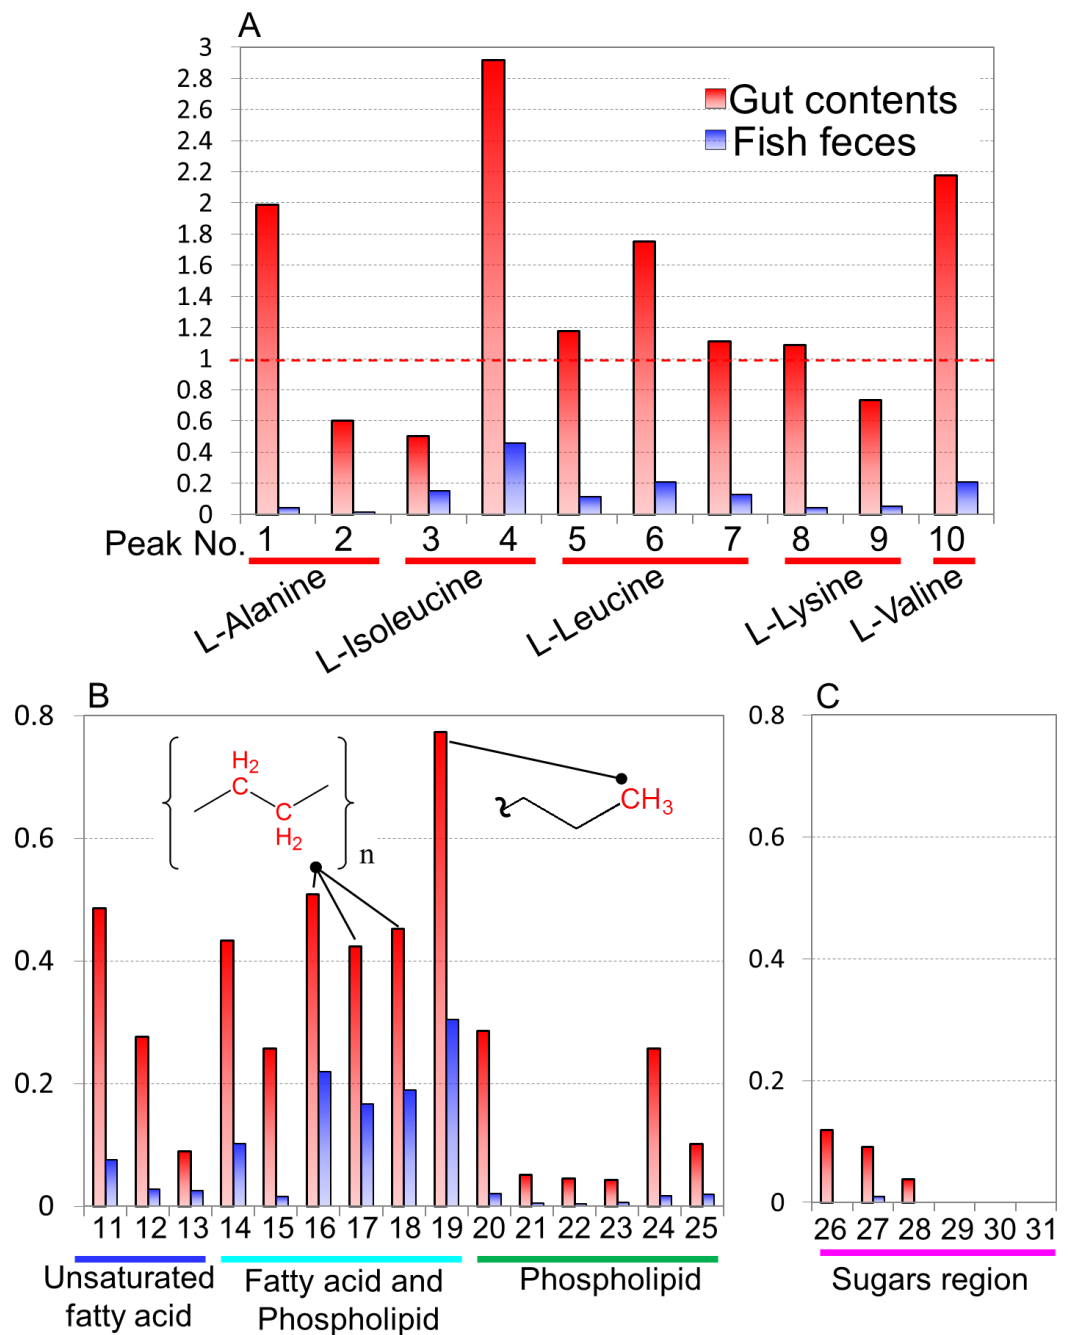 A
3
2.8
2.6
2.4
2.2
2
1.8
1.6
1.4
1.2
1
0.8
0.6
0.4
0.2
0
Gut contents
Fish feces
Peak No. 1 2 3 4 5 6 7 8 9 10
L-Alanine
L-Isoleucine
L-Leucine
L-Lysine
L-Valine
B
0.8
0.6
0.4
0.2
0
H2
C
C
H2
n
CH3
11 12 13 14 15 16 17 18 19 20 21 22 23 24 25
Unsaturated
fatty acid
Fatty acid and
Phospholipid
Phospholipid
C
0.8
0.6
0.4
0.2
0
26 27 28 29 30 31
Sugars region